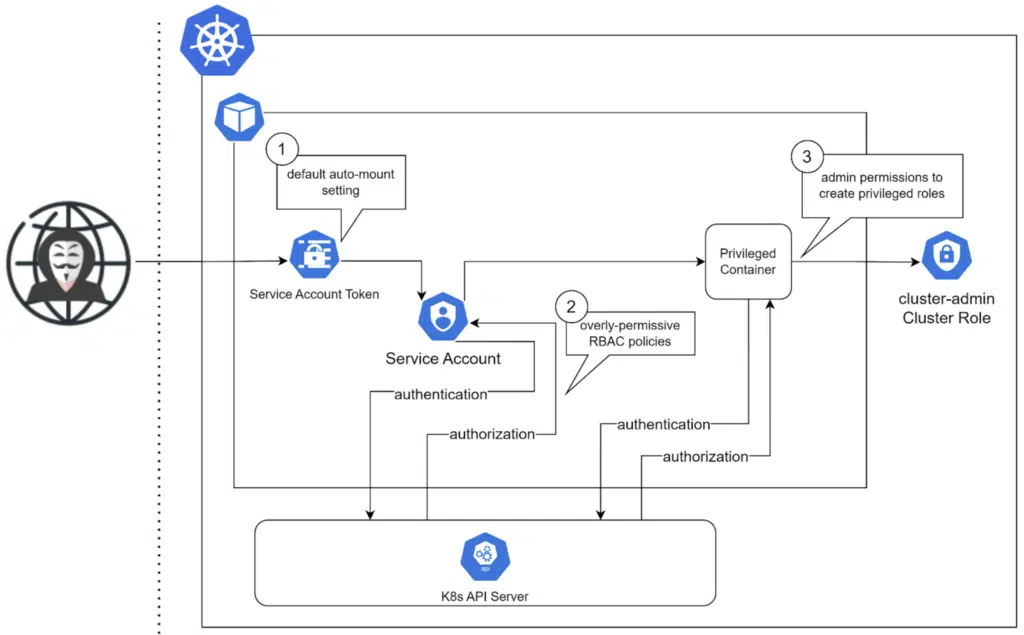 1
default auto-mount
setting
3
admin permissions to
create privileged roles
Service Account Token
Privileged
Container
cluster-admin
Cluster Role
2
overly-permissive
RBAC policies
Service Account
authentication
authorization
authentication
authorization
api
K8s API Server